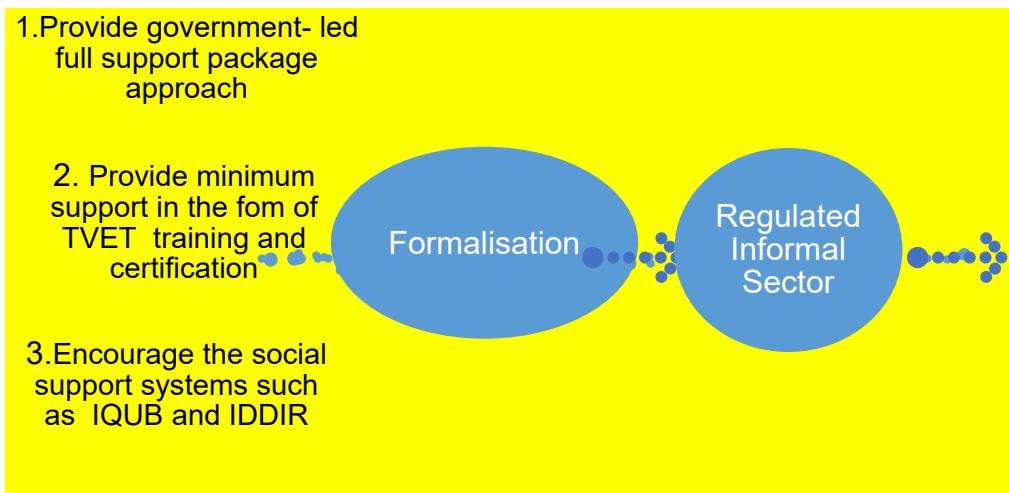 1.Provide government- led
full support package
approach
2. Provide minimum
support in the fom of
TVET training and
certification
3.Encourage the social
support systems such
as IQUB and IDDIR
Formalisation
Regulated
Informal
Sector